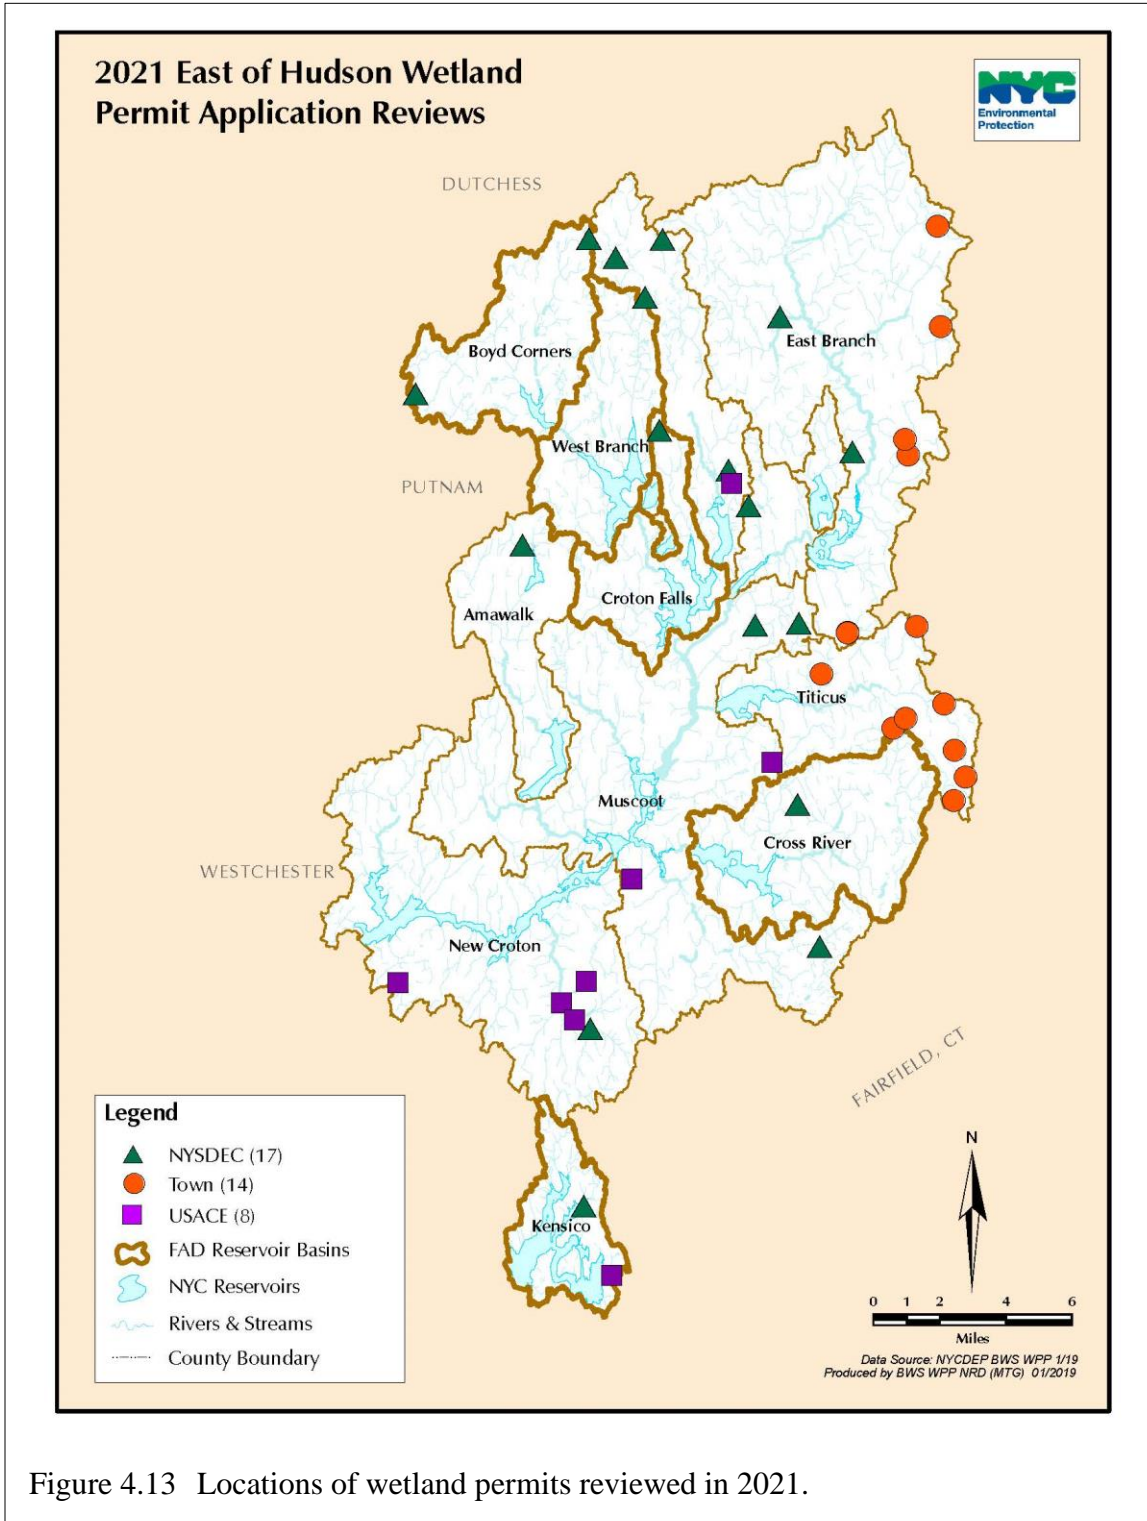 2021 East of Hudson Wetland
Permit Application Reviews
NYC
Environmental
Protection
DUTCHESS
East Branch
Boyd Corners
West Branch
PUTNAM
Croton Falls
Amawalk
Titicus
Muscoot
Cross River
WESTCHESTER
New Croton
FAIRFIELD, CT
Kensico
Legend
NYSDEC (17)
Town (14)
USACE (8)
FAD Reservoir Basins
NYC Reservoirs
Rivers & Streams
County Boundary
N
0 1 2 4 6
Miles
Data Source: NYCDEP BWS WPP 1/19
Produced by BWS WPP NRD (MTG) 01/2019
Figure 4.13 Locations of wetland permits reviewed in 2021.